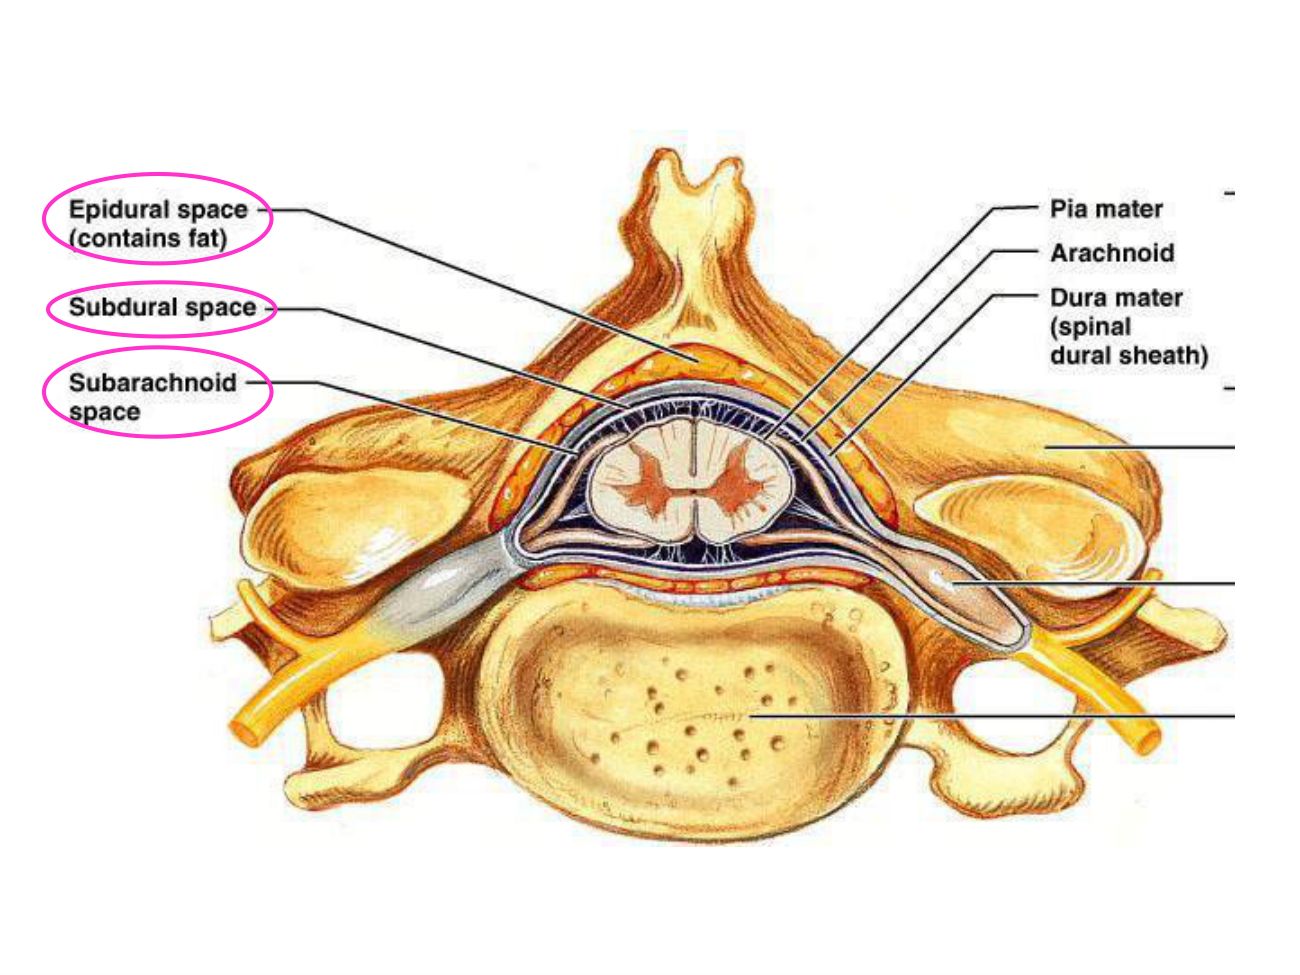 Epidural space
(contains fat)
Subdural space
Subarachnoid
space
Pia mater
Arachnoid
Dura mater
(spinal
dural sheath)